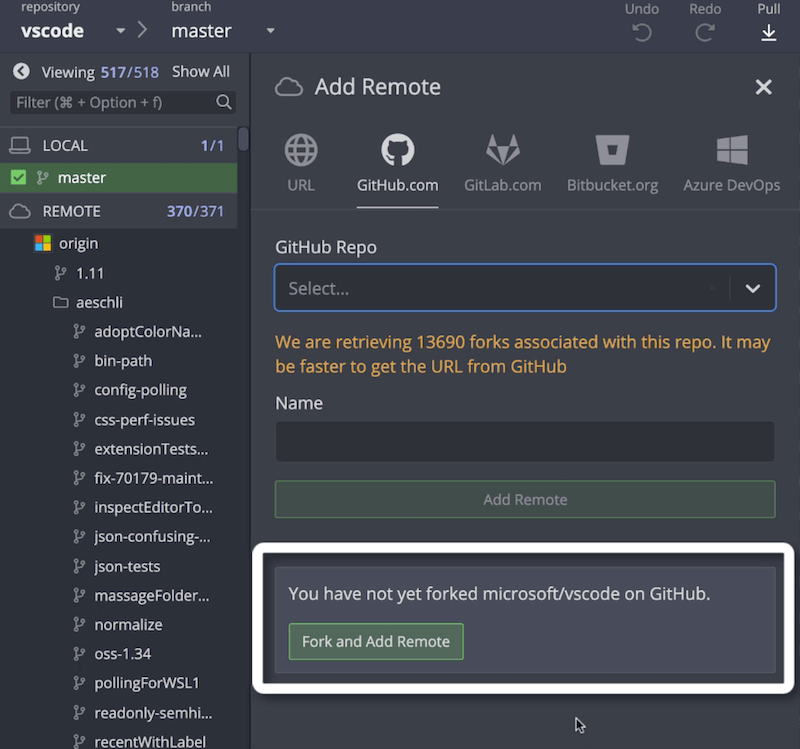 repository
branch
Undo
Redo
Pull
vscode
master
Viewing 517/518 Show All
Filter (⌘ + Option + f)
LOCAL 1/1
master
REMOTE 370/371
origin
1.11
aeschli
adoptColorNa...
bin-path
config-polling
css-perf-issues
extensionTests...
fix-70179-maint...
inspectEditorTo...
json-confusing-...
json-tests
massageFolder...
normalize
oss-1.34
pollingForWSL1
readonly-semhi...
recentWithLabel
Add Remote
URL
GitHub.com
GitLab.com
Bitbucket.org
Azure DevOps
GitHub Repo
Select...
We are retrieving 13690 forks associated with this repo. It may
be faster to get the URL from GitHub
Name
Add Remote
You have not yet forked microsoft/vscode on GitHub.
Fork and Add Remote